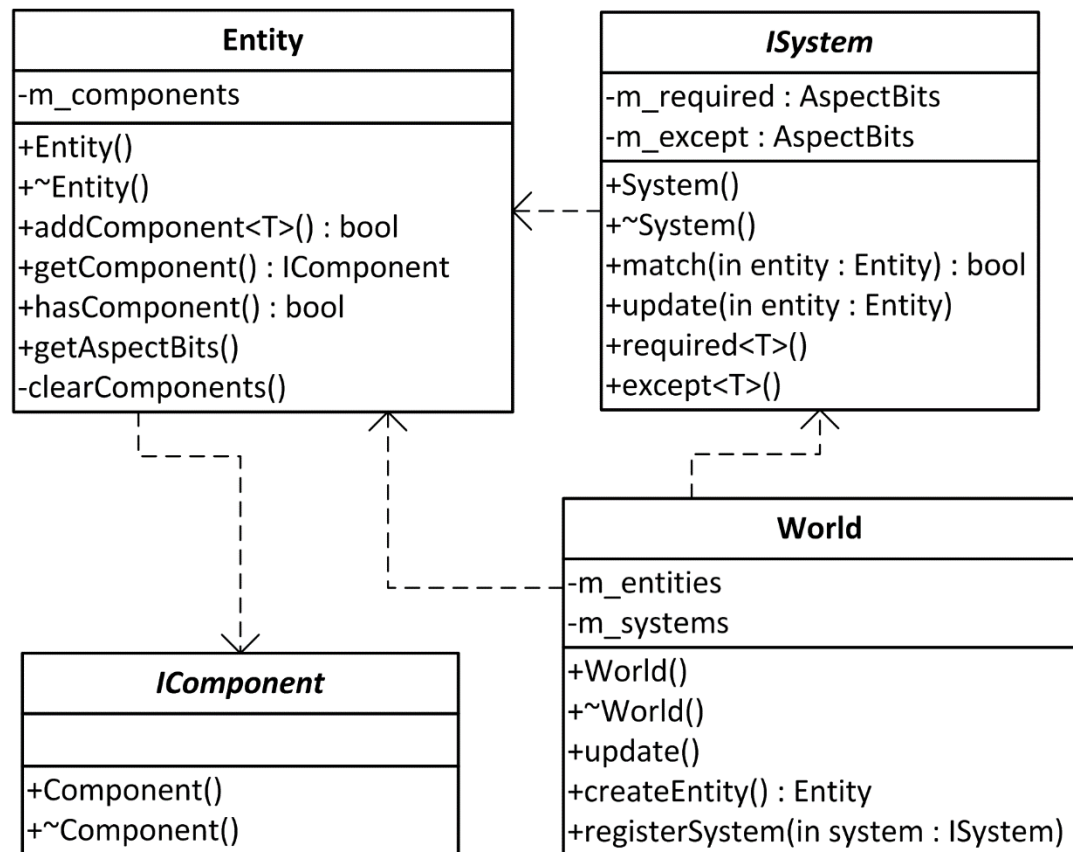 Entity
-m_components
+Entity()
+~Entity()
+addComponent<T>() : bool
+getComponent() : IComponent
+hasComponent() : bool
+getAspectBits()
-clearComponents()
ISystem
-m_required : AspectBits
-m_except : AspectBits
+System()
+~System()
+match(in entity : Entity) : bool
+update(in entity : Entity)
+required<T>()
+except<T>()
IComponent
+Component()
+~Component()
World
-m_entities
-m_systems
+World()
+~World()
+update()
+createEntity() : Entity
+registerSystem(in system : ISystem)